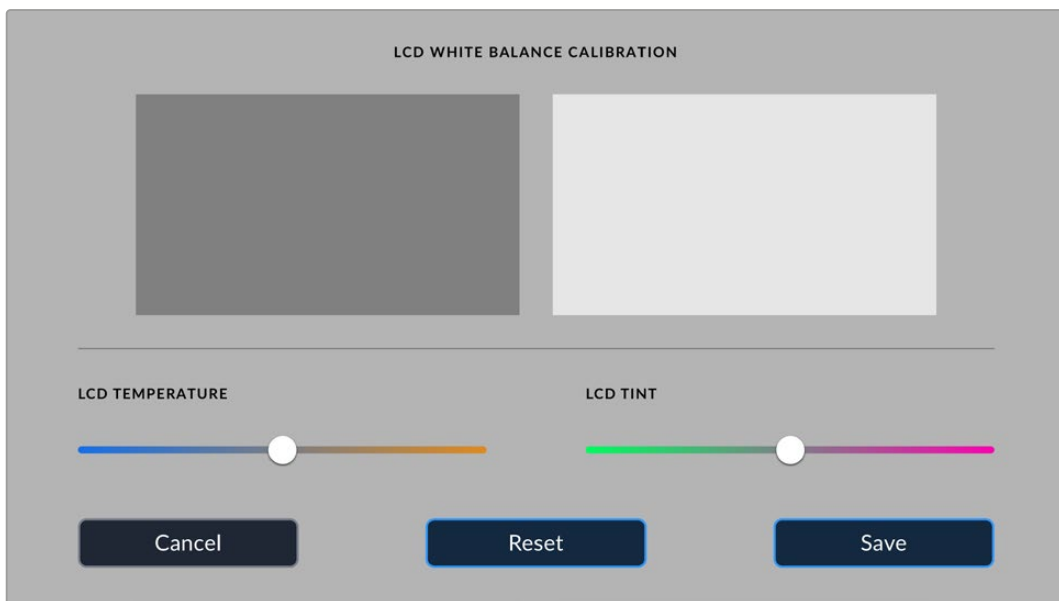 LCD WHITE BALANCE CALIBRATION
LCD TEMPERATURE
LCD TINT
Cancel
Reset
Save